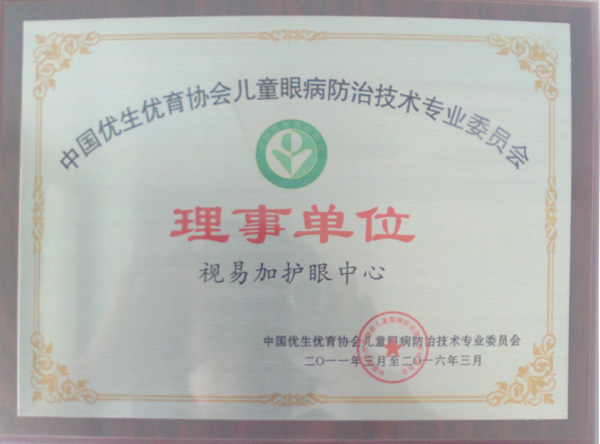 中国优生优育协会儿童眼病防治技术专业委员会
理事单位
视易加护眼中心
中国优生优育协会儿童眼病防治技术专业委员会
二〇一一年三月至二〇一六年三月